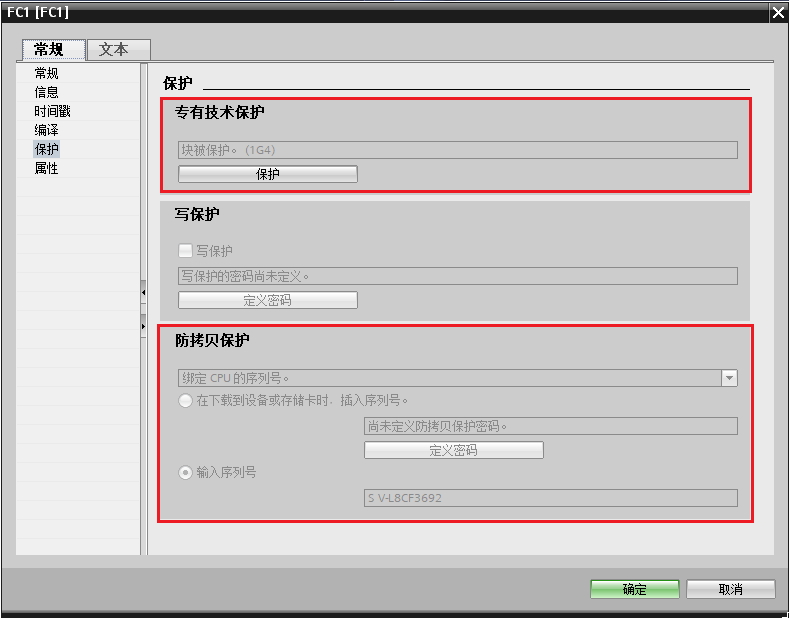 FC1 [FC1]
常规
文本
常规
信息
时间戳
编译
保护
属性
保护
专有技术保护
块被保护。 (1G4)
保护
写保护
写保护
写保护的密码尚未定义。
定义密码
防拷贝保护
绑定 CPU 的序列号。
在下载到设备或存储卡时，插入序列号。
尚未定义防拷贝保护密码。
定义密码
输入序列号
S V-L8CF3692
确定
取消